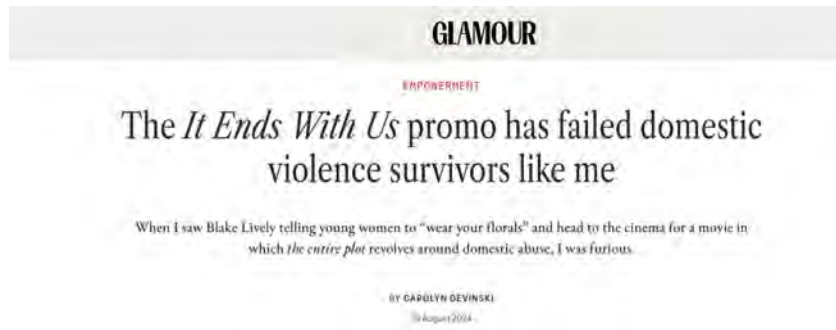 GLAMOUR
EMPOWERMENT
The It Ends With Us promo has failed domestic
violence survivors like me
When I saw Blake Lively telling young women to "wear your florals" and head to the cinema for a movie in
which the entire plot revolves around domestic abuse, I was furious.
BY CAROLYN DEVINSKI
August 2024